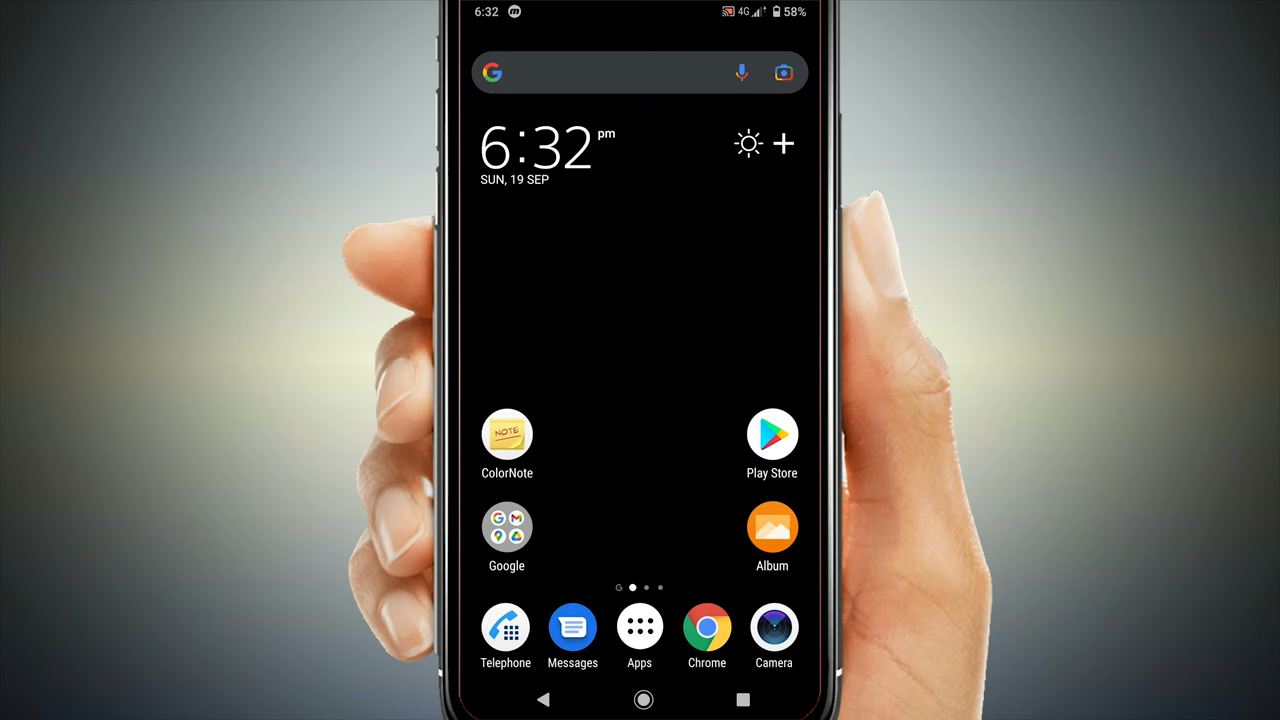 6:32 4G 58%
6:32 pm
SUN, 19 SEP
NOTE
ColorNote Play Store
Google Album
Telephone Messages Apps Chrome Camera